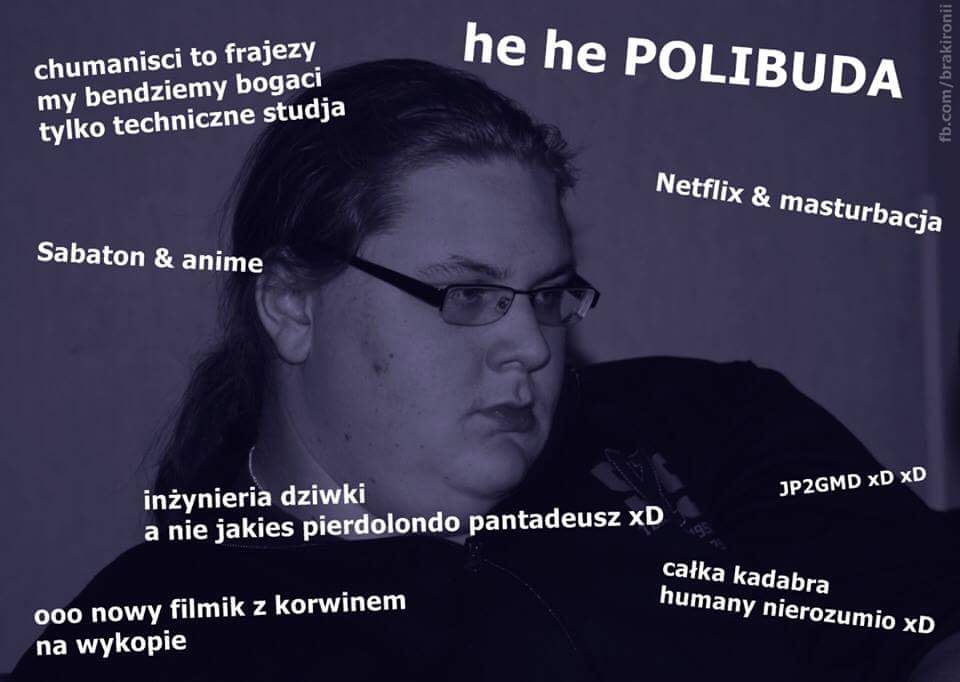 he he POLIBUDA
chumanisci to frajezy
my bendziemy bogaci
tylko techniczne studja
fb.com/brakironii
Netflix & masturbacja
Sabaton & anime
JP2GMD xD xD
inżynieria dziwki
a nie jakies pierdolondo pantadeusz xD
całka kadabra
humany nierozumio xD
ooo nowy filmik z korwinem
na wykopie